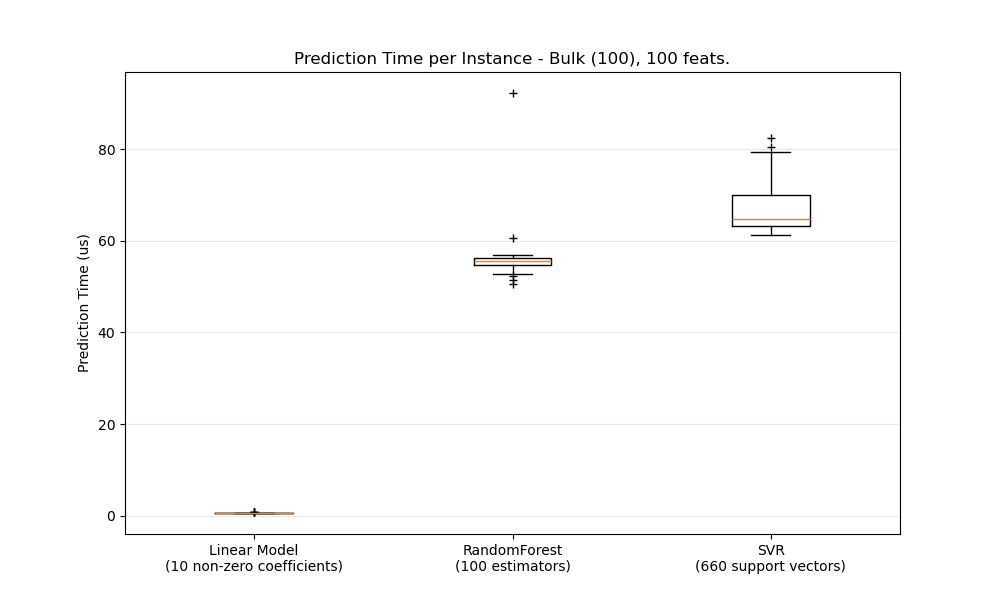 Prediction Time per Instance - Bulk (100), 100 feats.
Prediction Time (us)
80
60
40
20
0
Linear Model
(10 non-zero coefficients)
RandomForest
(100 estimators)
SVR
(660 support vectors)